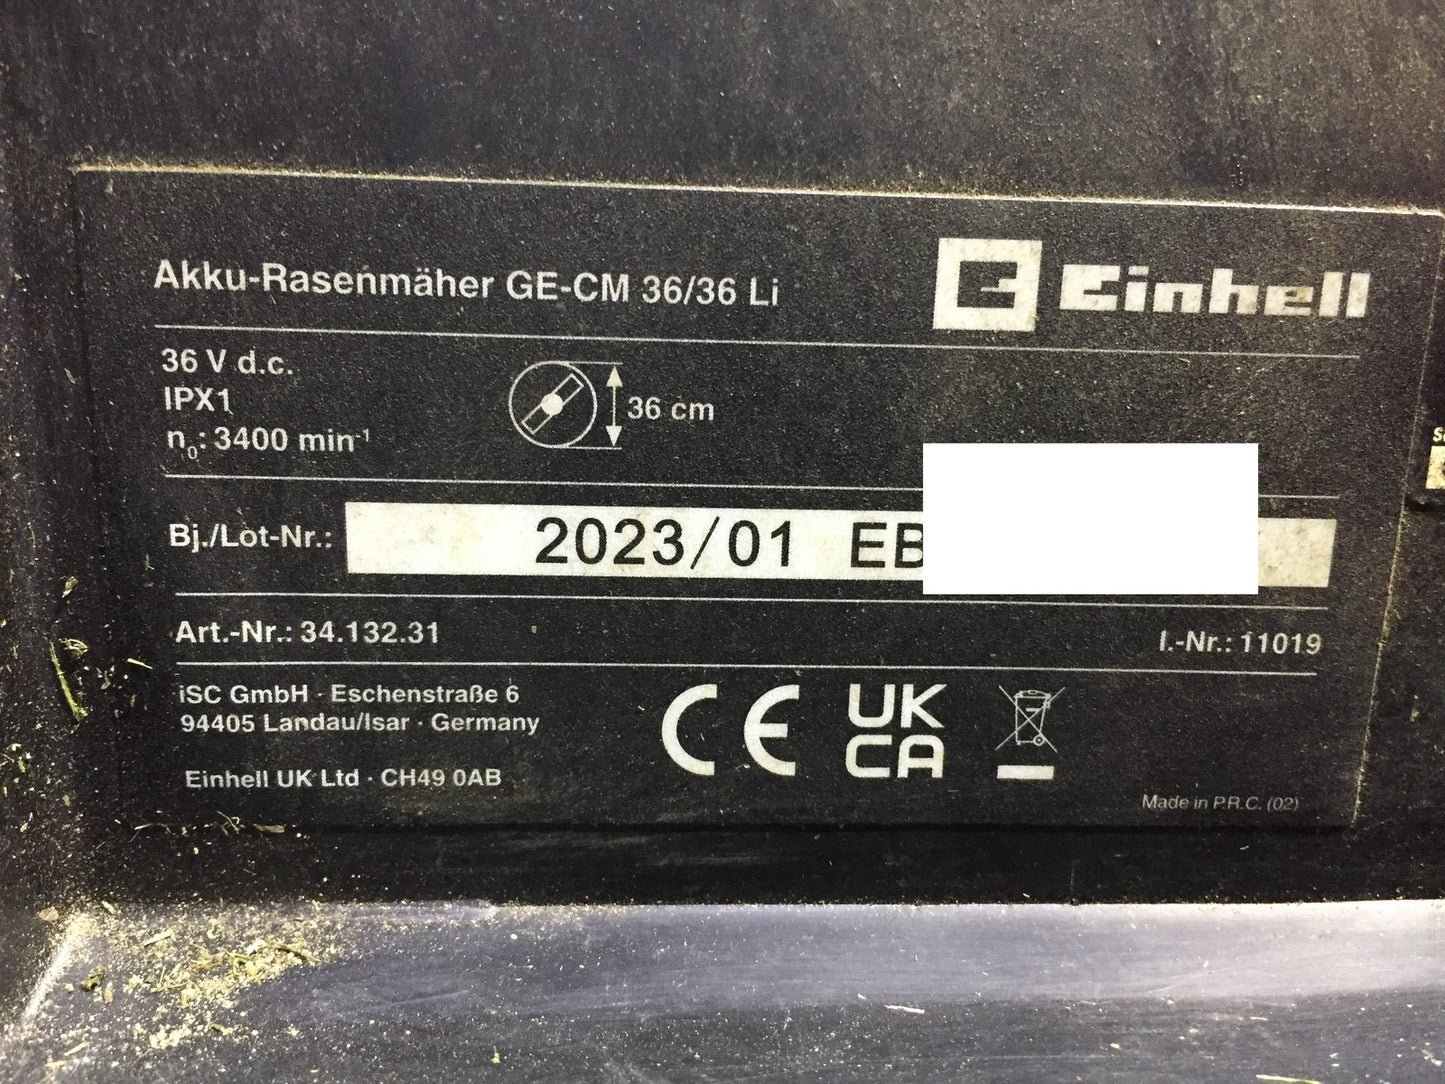 Akku-Rasenmäher GE-CM 36/36 Li
Einhell
36 V d.c.
IPX1
n₀: 3400 min⁻¹
36 cm
Bj./Lot-Nr.: 2023/01 EB
Art.-Nr.: 34.132.31
I.-Nr.: 11019
iSC GmbH · Eschenstraße 6
94405 Landau/Isar · Germany
Einhell UK Ltd · CH49 0AB
CE
UK
CA
Made in P.R.C. (02)